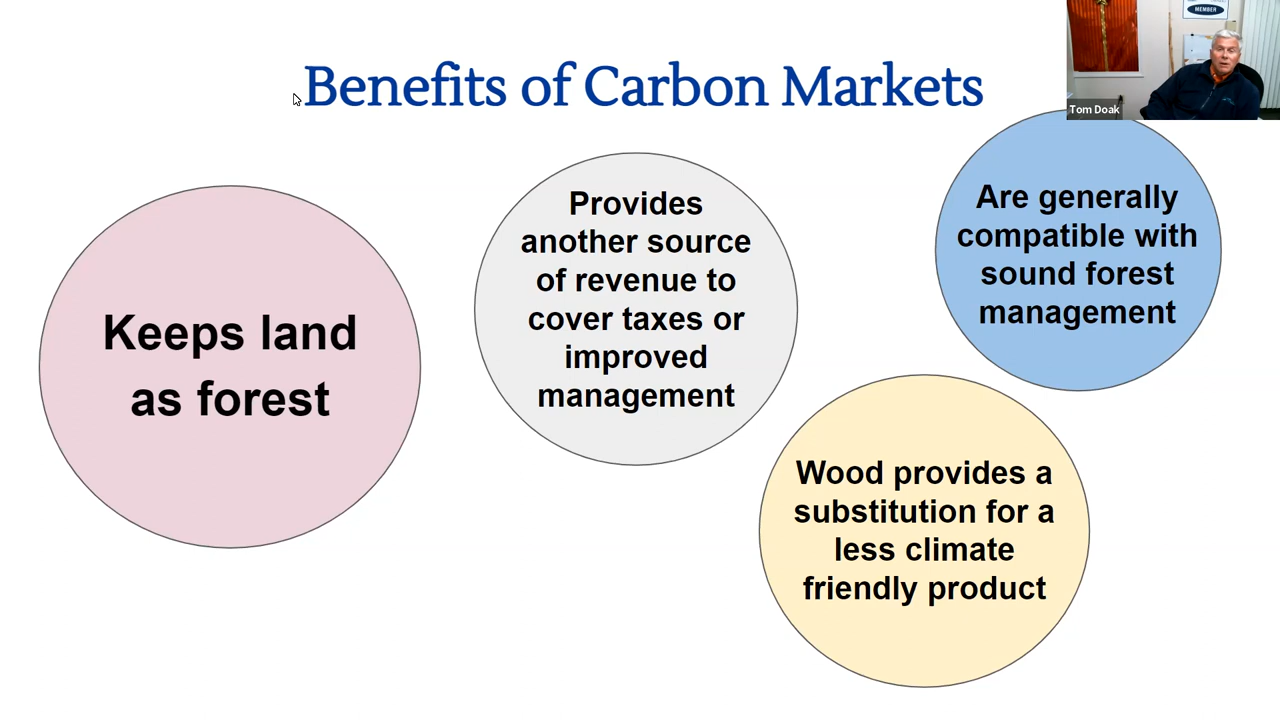 Benefits of Carbon Markets
MEMBER
Tom Doak
Keeps land
as forest
Provides
another source
of revenue to
cover taxes or
improved
management
Are generally
compatible with
sound forest
management
Wood provides a
substitution for a
less climate
friendly product